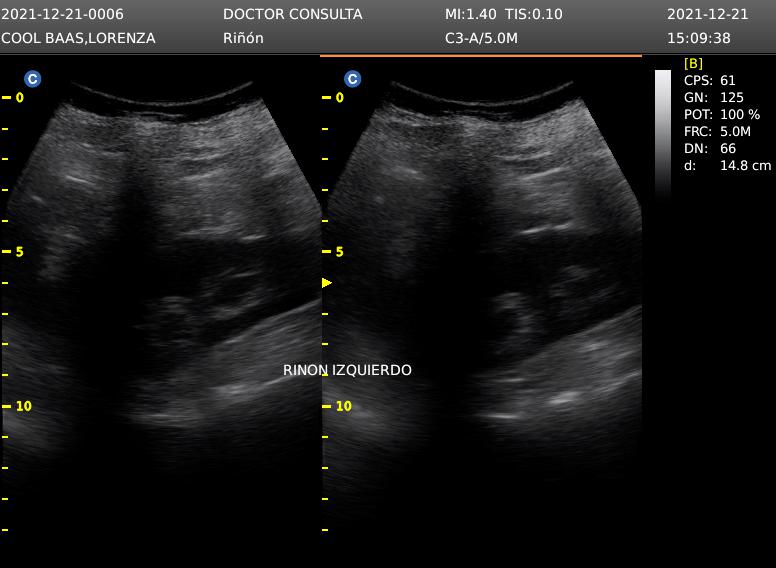 2021-12-21-0006 DOCTOR CONSULTA MI:1.40 TIS:0.10 2021-12-21
COOL BAAS,LORENZA Riñón C3-A/5.0M 15:09:38
C C
[B]
CPS: 61
GN: 125
POT: 100 %
FRC: 5.0M
DN: 66
d: 14.8 cm
0 0
5 5
RINON IZQUIERDO
10 10